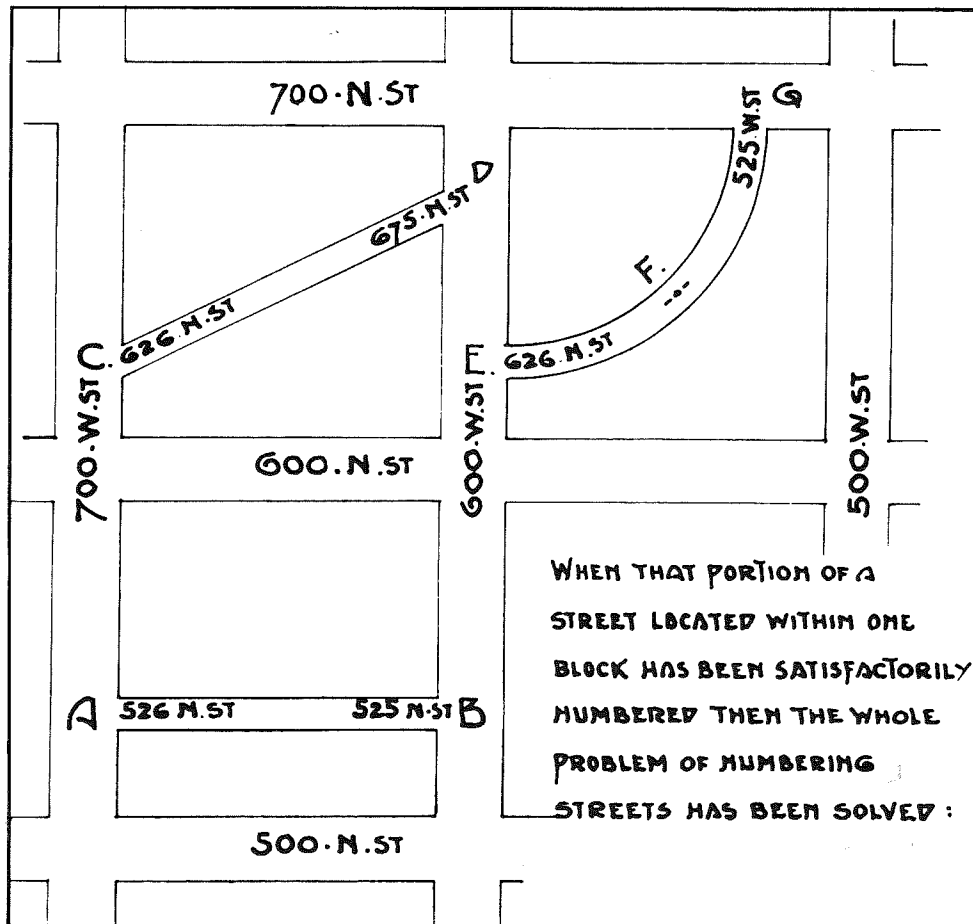 700.N.ST
G
525.W.ST
D
675.N.ST
F.
626.N.ST
C.
E.
626.N.ST
700.W.ST
600.W.ST
500.W.ST
600.N.ST
WHEN THAT PORTION OF A
STREET LOCATED WITHIN ONE
BLOCK HAS BEEN SATISFACTORILY
NUMBERED THEN THE WHOLE
PROBLEM OF NUMBERING
STREETS HAS BEEN SOLVED:
A 526 N.ST 525 N.ST B
500.N.ST